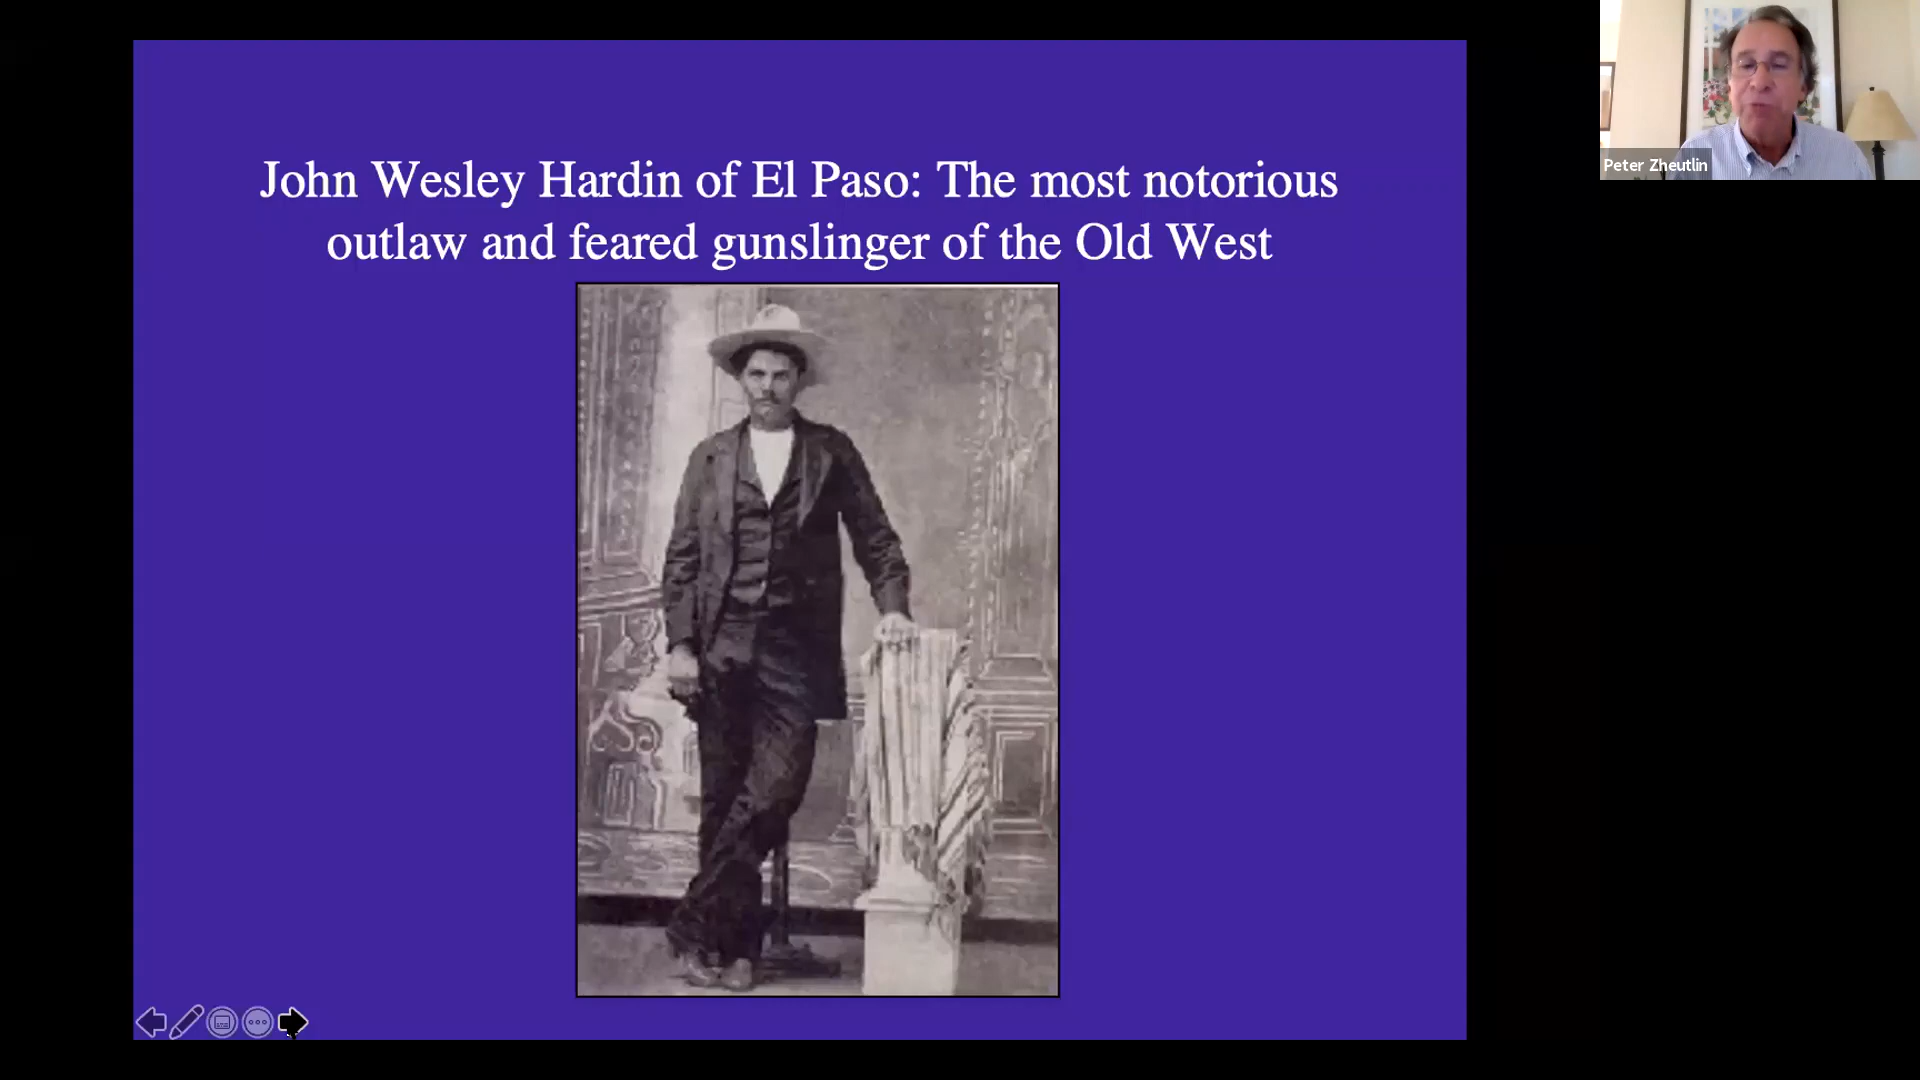 John Wesley Hardin of El Paso: The most notorious
outlaw and feared gunslinger of the Old West
Peter Zheutlin